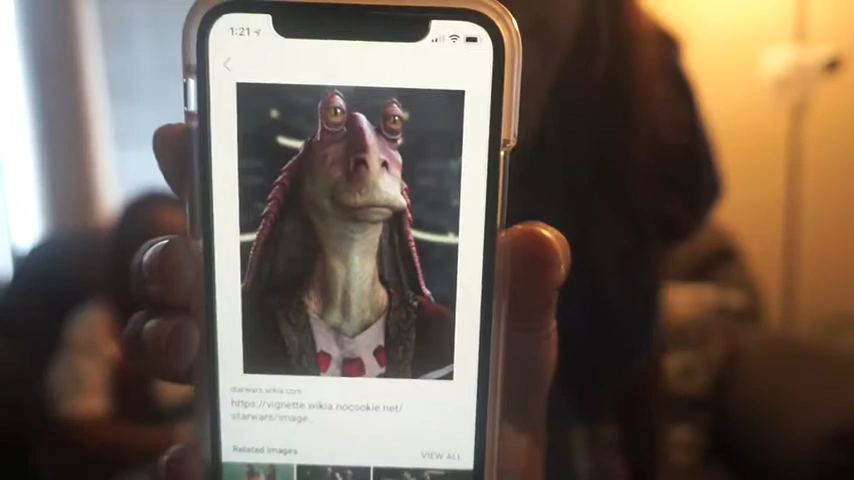 1:21
starwars.wikia.com
https://vignette.wikia.nocookie.net/
starwars/image...
Related images
VIEW ALL